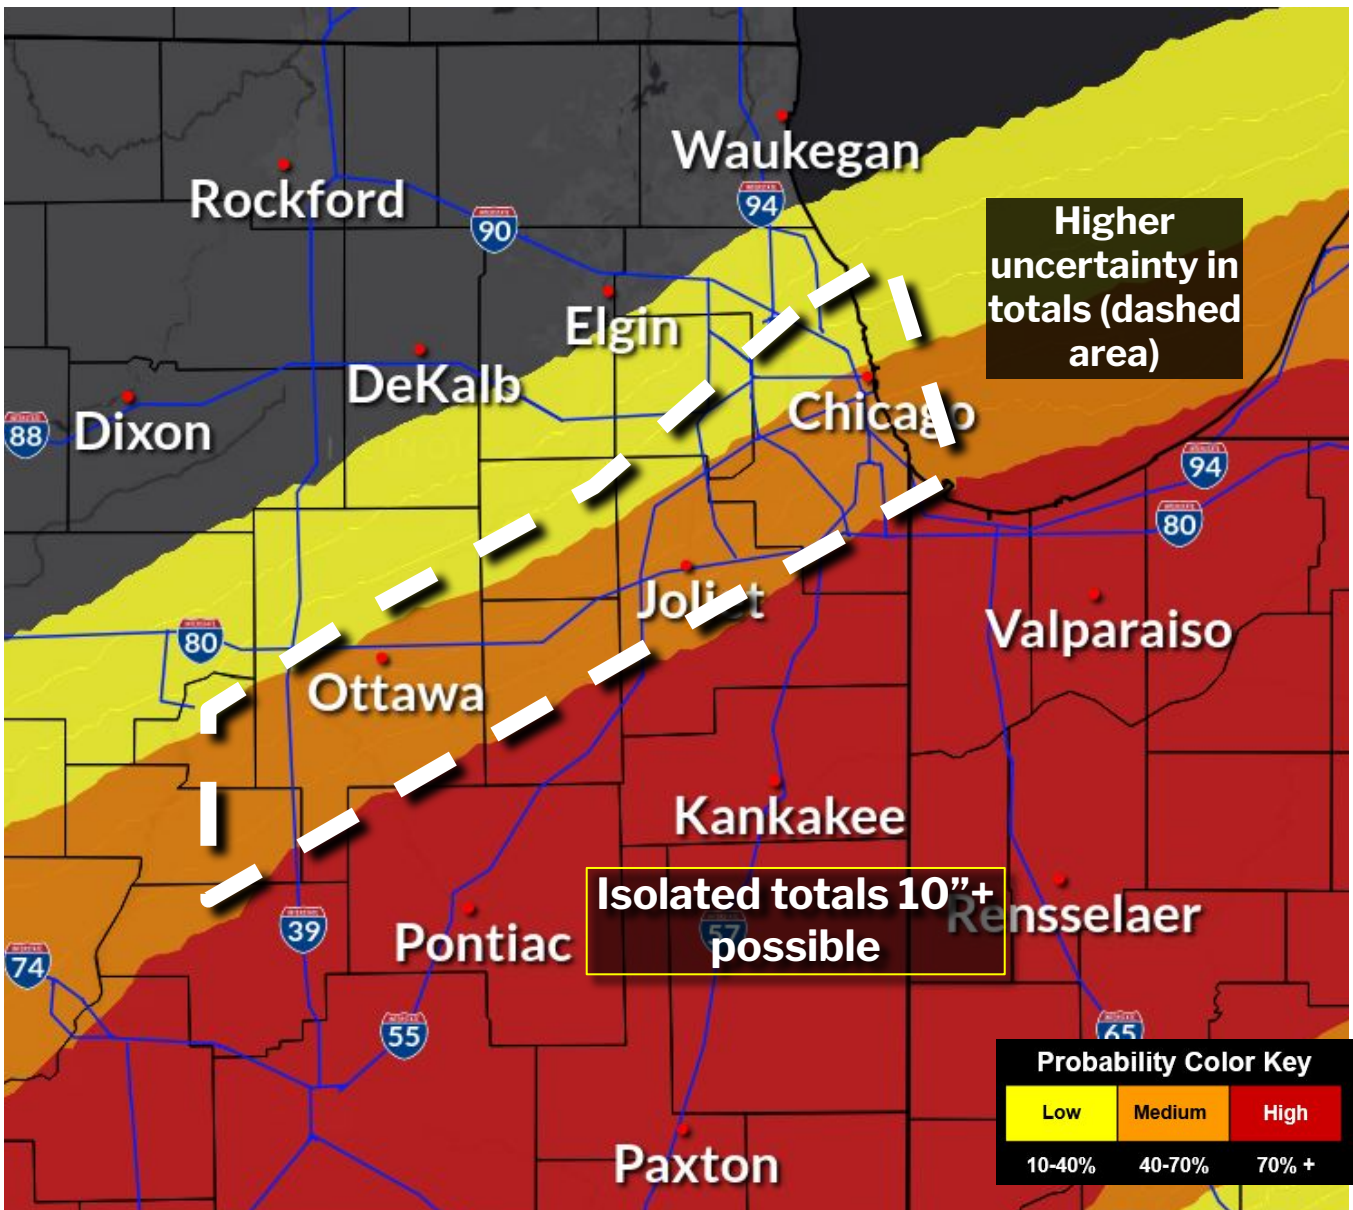 Waukegan
Rockford
94
90
Higher
uncertainty in
totals (dashed
area)
Elgin
DeKalb
Chicago
88
Dixon
94
80
Joliet
80
Valparaiso
Ottawa
Kankakee
Isolated totals 10”+
possible
Rensselaer
39
57
Pontiac
74
55
65
Probability Color Key
Low Medium High
10-40% 40-70% 70% +
Paxton